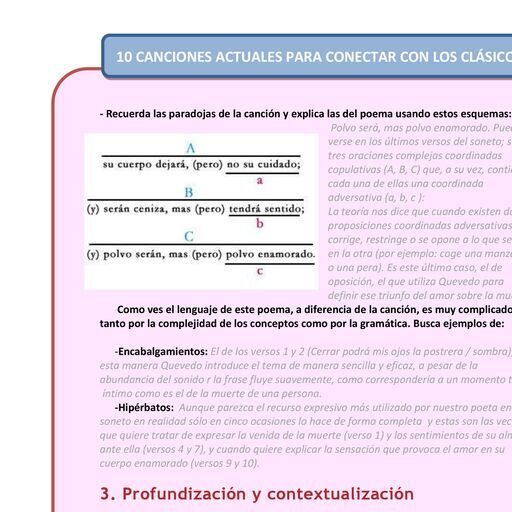 10 CANCIONES ACTUALES PARA CONECTAR CON LOS
- Recuerda las paradojas de la canción y explica las del poema usando estos esquemas:
Polvo será, mas polvo enamorado.
verse en los últimos versos del soneto;
tres oraciones complejas coordinadas
copulativas (A, B, C) que, a su vez,
cada una de ellas una coordinada
adversativa (a, b, c ):
La teoría nos dice que cuando existen
proposiciones coordinadas adversativas
corrige, restringe o se opone a lo que
en la otra (por ejemplo: coge una
o una pera). Es este último caso, el de
oposición, el que utiliza Quevedo para
definir ese triunfo del amor sobre la
A
su cuerpo dejará, (pero) no su cuidado;
a
B
(y) serán ceniza, mas (pero) tendrá sentido;
b
C
(y) polvo serán, mas (pero) polvo enamorado.
c
Como ves el lenguaje de este poema, a diferencia de la canción, es muy complicado
tanto por la complejidad de los conceptos como por la gramática. Busca ejemplos de:
-Encabalgamientos: El de los versos 1 y 2 (Cerrar podrá mis ojos la postrera / sombra)
esta manera Quevedo introduce el tema de manera sencilla y eficaz, a pesar de la
abundancia del sonido r la frase fluye suavemente, como correspondería a un momento
íntimo como es el de la muerte de una persona.
-Hipérbatos: Aunque parezca el recurso expresivo más utilizado por nuestro poeta en
soneto en realidad sólo en cinco ocasiones lo hace de forma completa y estas son las
que quiere tratar de expresar la venida de la muerte (verso 1) y los sentimientos de su
ante ella (versos 4 y 7), y cuando quiere explicar la sensación que provoca el amor en su
cuerpo enamorado (versos 9 y 10).
3. Profundización y contextualización